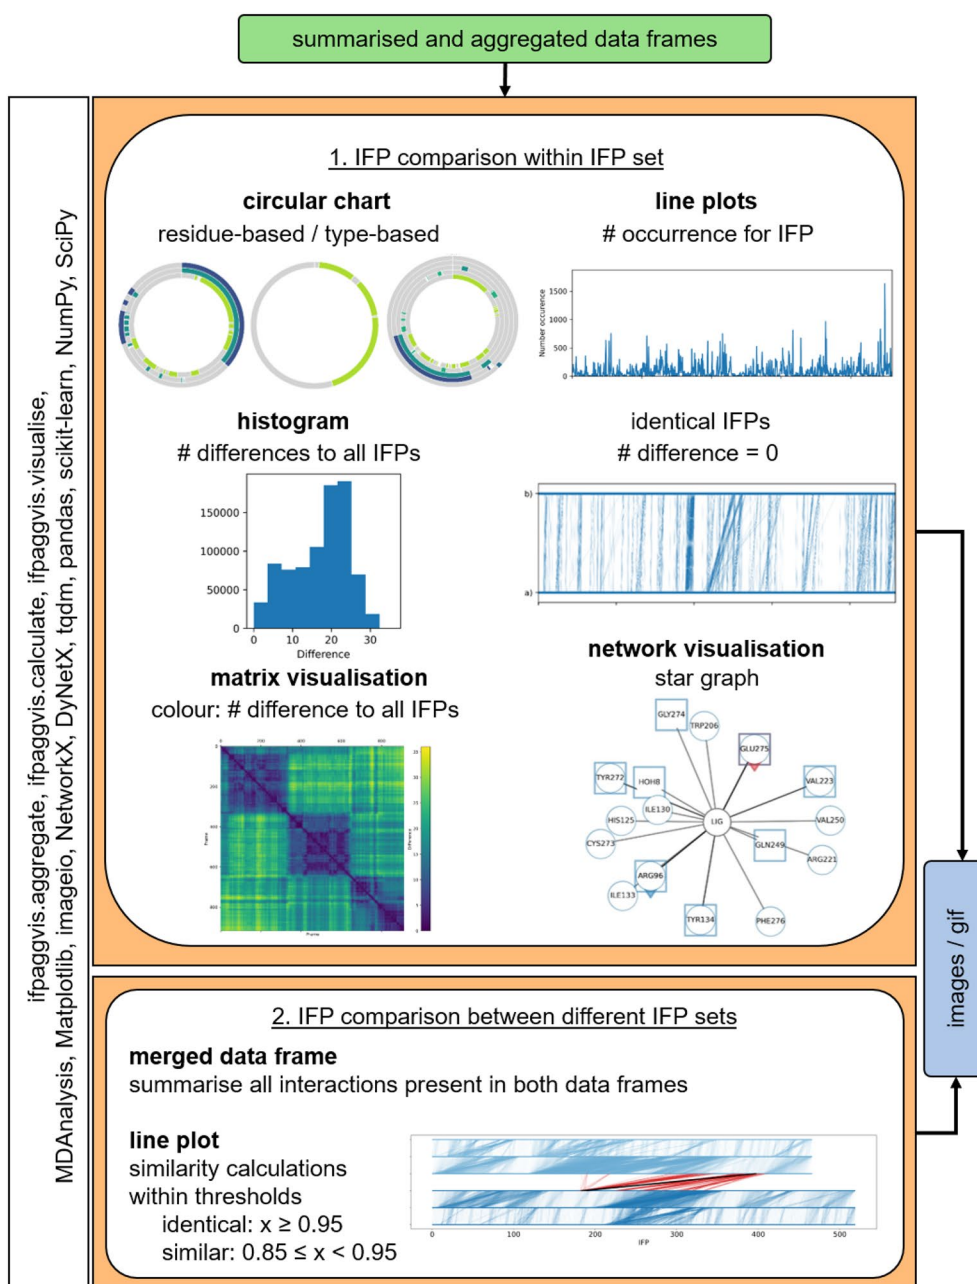 summarised and aggregated data frames
ifpaggvis.aggregate, ifpaggvis.calculate, ifpaggvis.visualise,
MDAnalysis, Matplotlib, imageio, NetworkX, DyNetX, tqdm, pandas, scikit-learn, NumPy, SciPy
1. IFP comparison within IFP set
circular chart
residue-based / type-based
line plots
# occurrence for IFP
Number occurence
1500
1000
500
0
histogram
# differences to all IFPs
150000
100000
50000
0
0 10 20 30
Difference
identical IFPs
# difference = 0
b)
a)
matrix visualisation
colour: # difference to all IFPs
Frame
Frame
Difference
network visualisation
star graph
GLY274
TRP206
GLU275
TYR272
HOH8
VAL223
ILE130
HIS125
LIG
VAL250
CYS273
GLN249
ARG221
ARG96
ILE133
TYR134
PHE276
images / gif
2. IFP comparison between different IFP sets
merged data frame
summarise all interactions present in both data frames
line plot
similarity calculations
within thresholds
identical: x ≥ 0.95
similar: 0.85 ≤ x < 0.95
0 100 200 300 400 500
IFP